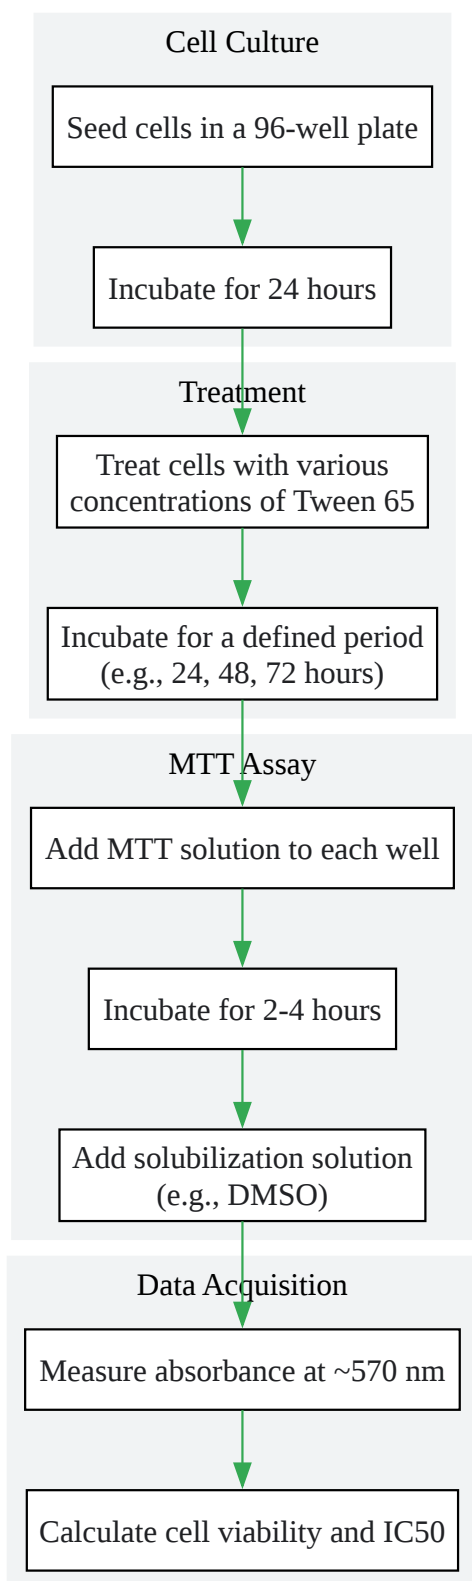 Cell Culture
Seed cells in a 96-well plate
Incubate for 24 hours
Treatment
Treat cells with various
concentrations of Tween 65
Incubate for a defined period
(e.g., 24, 48, 72 hours)
MTT Assay
Add MTT solution to each well
Incubate for 2-4 hours
Add solubilization solution
(e.g., DMSO)
Data Acquisition
Measure absorbance at ~570 nm
Calculate cell viability and IC50